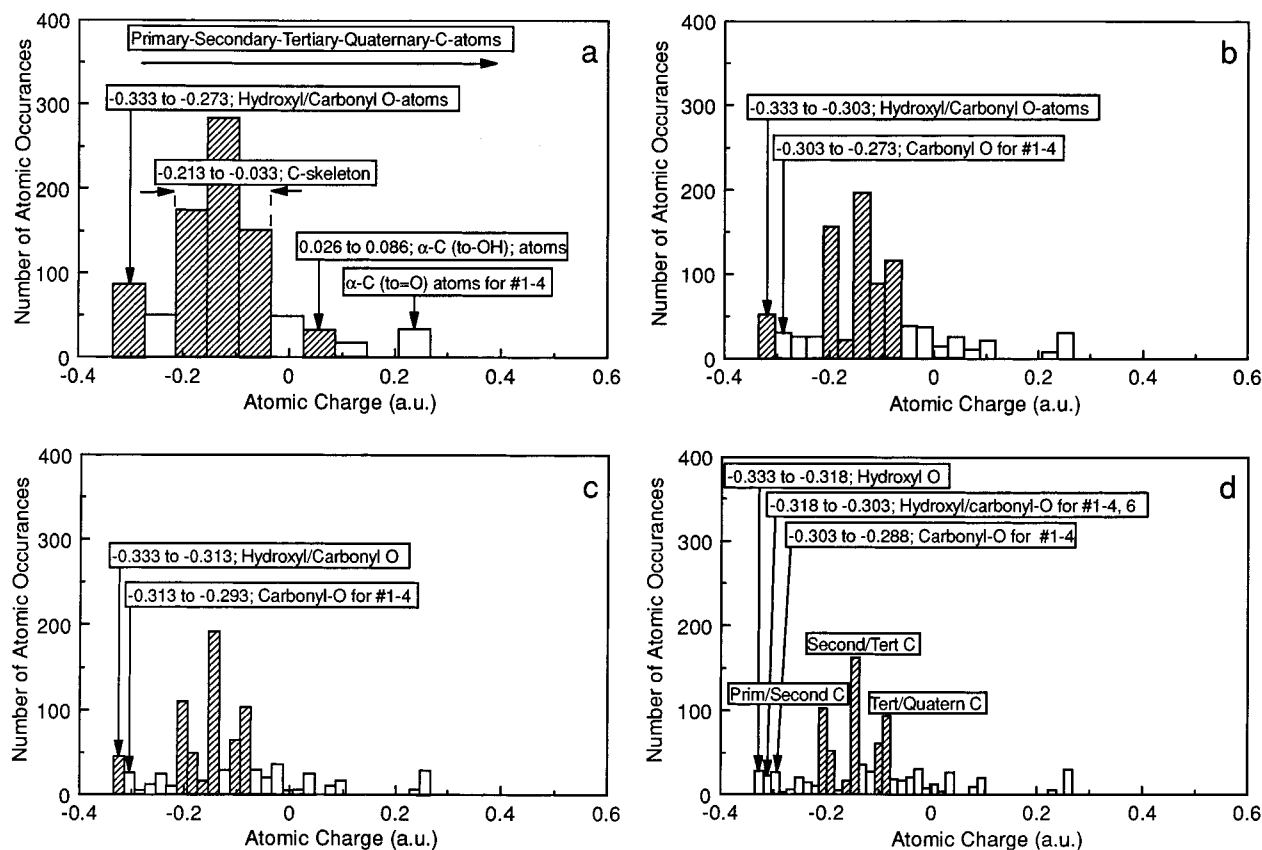 400
300
200
100
0
Number of Atomic Occurances
Primary-Secondary-Tertiary-Quaternary-C-atoms
a
-0.333 to -0.273; Hydroxyl/Carbonyl O-atoms
-0.213 to -0.033; C-skeleton
0.026 to 0.086; α-C (to-OH); atoms
α-C (to=O) atoms for #1-4
-0.4 -0.2 0 0.2 0.4 0.6
Atomic Charge (a.u.)
400
300
200
100
0
Number of Atomic Occurances
b
-0.333 to -0.303; Hydroxyl/Carbonyl O-atoms
-0.303 to -0.273; Carbonyl O for #1-4
-0.4 -0.2 0 0.2 0.4 0.6
Atomic Charge (a.u.)
400
300
200
100
0
Number of Atomic Occurances
c
-0.333 to -0.313; Hydroxyl/Carbonyl O
-0.313 to -0.293; Carbonyl-O for #1-4
-0.4 -0.2 0 0.2 0.4 0.6
Atomic Charge (a.u.)
400
300
200
100
0
Number of Atomic Occurances
-0.333 to -0.318; Hydroxyl O
d
-0.318 to -0.303; Hydroxyl/carbonyl-O for #1-4, 6
-0.303 to -0.288; Carbonyl-O for #1-4
Second/Tert C
Prim/Second C
Tert/Quatern C
-0.4 -0.2 0 0.2 0.4 0.6
Atomic Charge (a.u.)